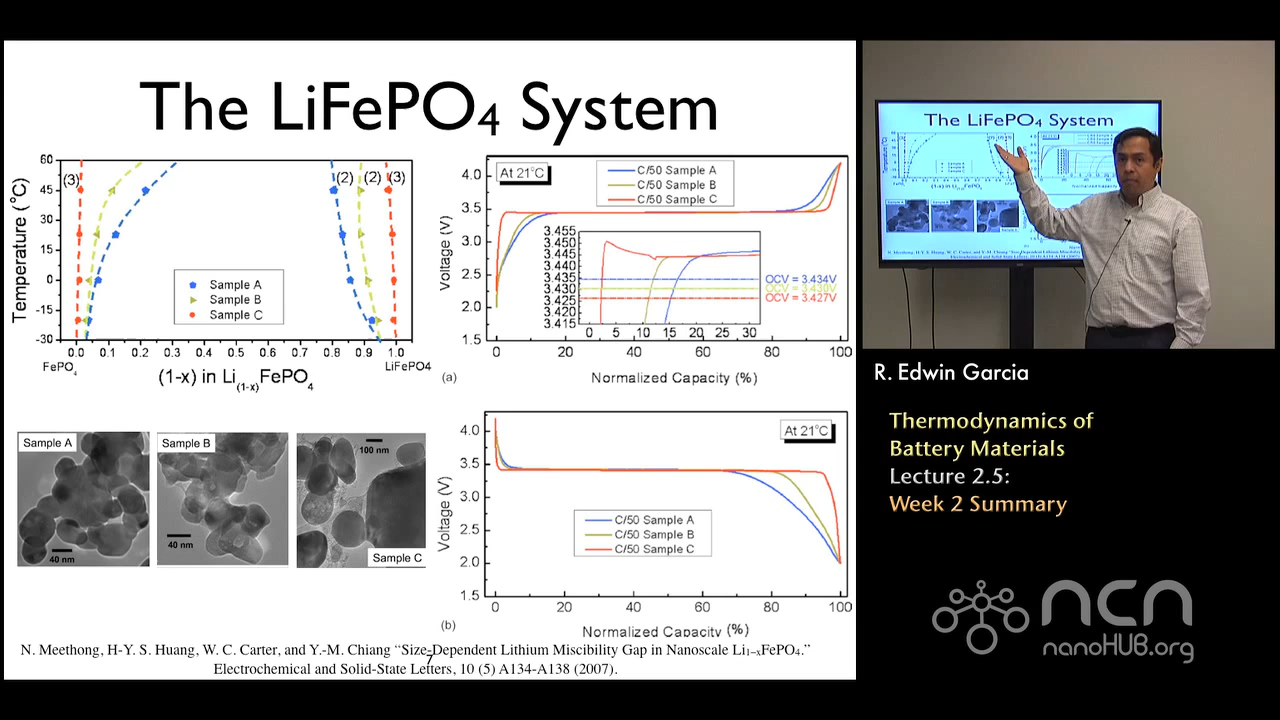 The LiFePO4 System
Temperature (°C)
60
45
30
15
0
-15
-30
(3)
(2)
(2)
(3)
Sample A
Sample B
Sample C
0.0 0.1 0.2 0.3 0.4 0.5 0.6 0.7 0.8 0.9 1.0
FePO4
LiFePO4
(1-x) in Li(1-x)FePO4
(a)
Voltage (V)
4.0
3.5
3.0
2.5
2.0
1.5
At 21°C
C/50 Sample A
C/50 Sample B
C/50 Sample C
3.455
3.450
3.445
3.440
3.435
3.430
3.425
3.420
3.415
0 5 10 15 20 25 30
OCV = 3.434V
OCV = 3.430V
OCV = 3.427V
0 20 40 60 80 100
Normalized Capacity (%)
Sample A
40 nm
Sample B
40 nm
100 nm
Sample C
(b)
Voltage (V)
4.0
3.5
3.0
2.5
2.0
1.5
At 21°C
C/50 Sample A
C/50 Sample B
C/50 Sample C
0 20 40 60 80 100
Normalized Capacity (%)
N. Meethong, H-Y. S. Huang, W. C. Carter, and Y.-M. Chiang “Size-Dependent Lithium Miscibility Gap in Nanoscale Li1−xFePO4.”
Electrochemical and Solid-State Letters, 10 (5) A134-A138 (2007).
7
The LiFePO4 System
R. Edwin Garcia
Thermodynamics of
Battery Materials
Lecture 2.5:
Week 2 Summary
ncn
nanoHUB.org